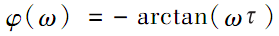 φ(ω) = − arctan(ωτ)